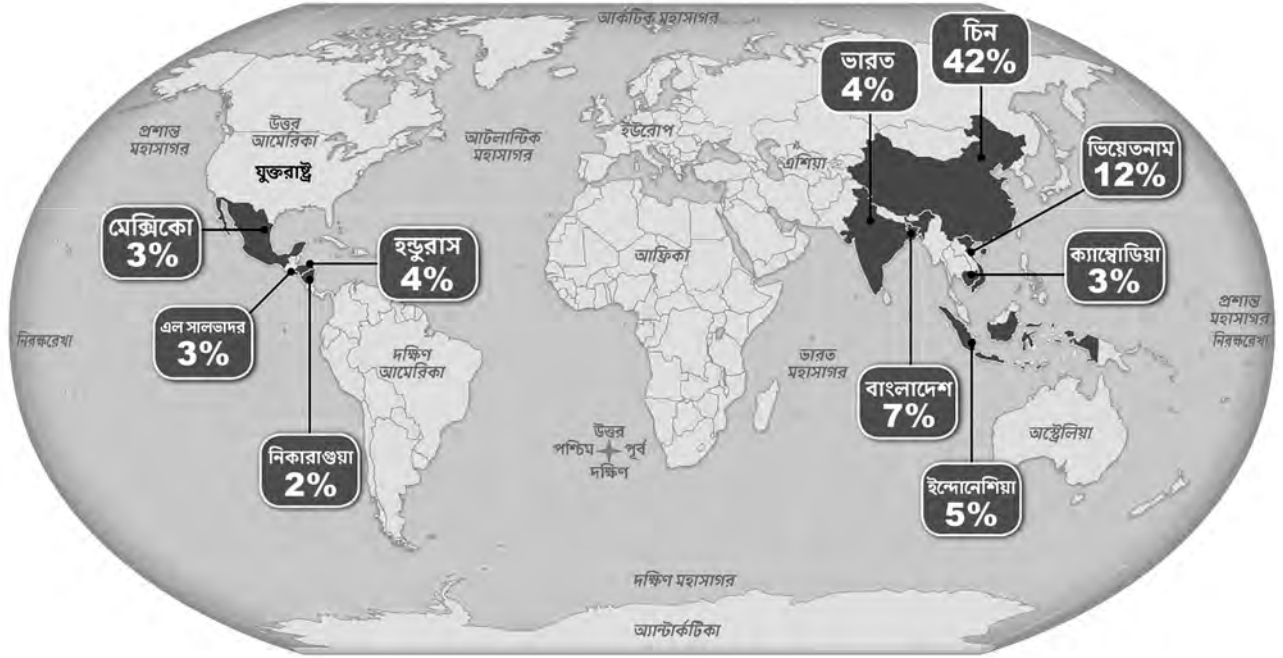 আর্কটিক মহাসাগর
চিন
42%
ভারত
4%
প্রশান্ত
মহাসাগর
উত্তর
আমেরিকা
যুক্তরাষ্ট্র
আটলান্টিক
মহাসাগর
ইউরোপ
এশিয়া
ভিয়েতনাম
12%
মেক্সিকো
3%
হন্ডুরাস
4%
আফ্রিকা
ক্যাম্বোডিয়া
3%
এল সালভাদর
3%
প্রশান্ত
মহাসাগর
নিরক্ষরেখা
নিরক্ষরেখা
দক্ষিণ
আমেরিকা
ভারত
মহাসাগর
বাংলাদেশ
7%
উত্তর
পশ্চিম পূর্ব
দক্ষিণ
অস্ট্রেলিয়া
নিকারাগুয়া
2%
ইন্দোনেশিয়া
5%
দক্ষিণ মহাসাগর
অ্যান্টার্কটিকা